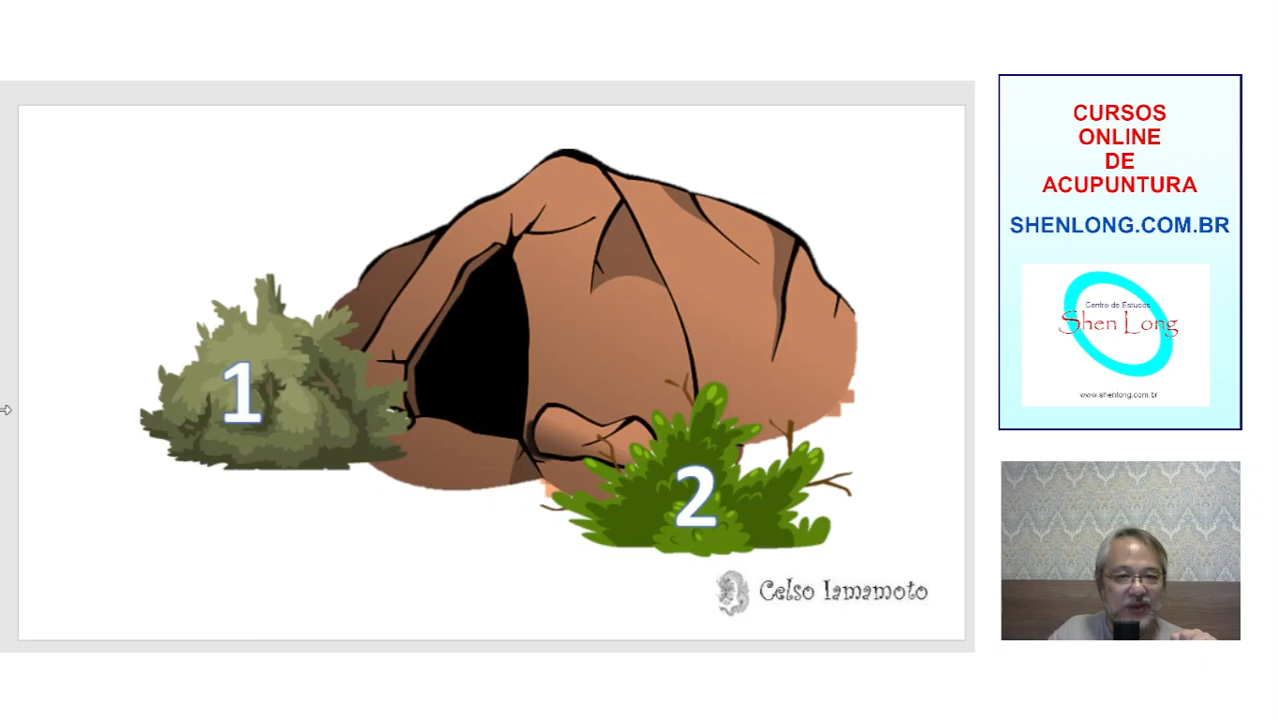 1
2
Celso Iamamoto
CURSOS
ONLINE
DE
ACUPUNTURA
SHENLONG.COM.BR
Centro de Estudos
Shen Long
www.shenlong.com.br